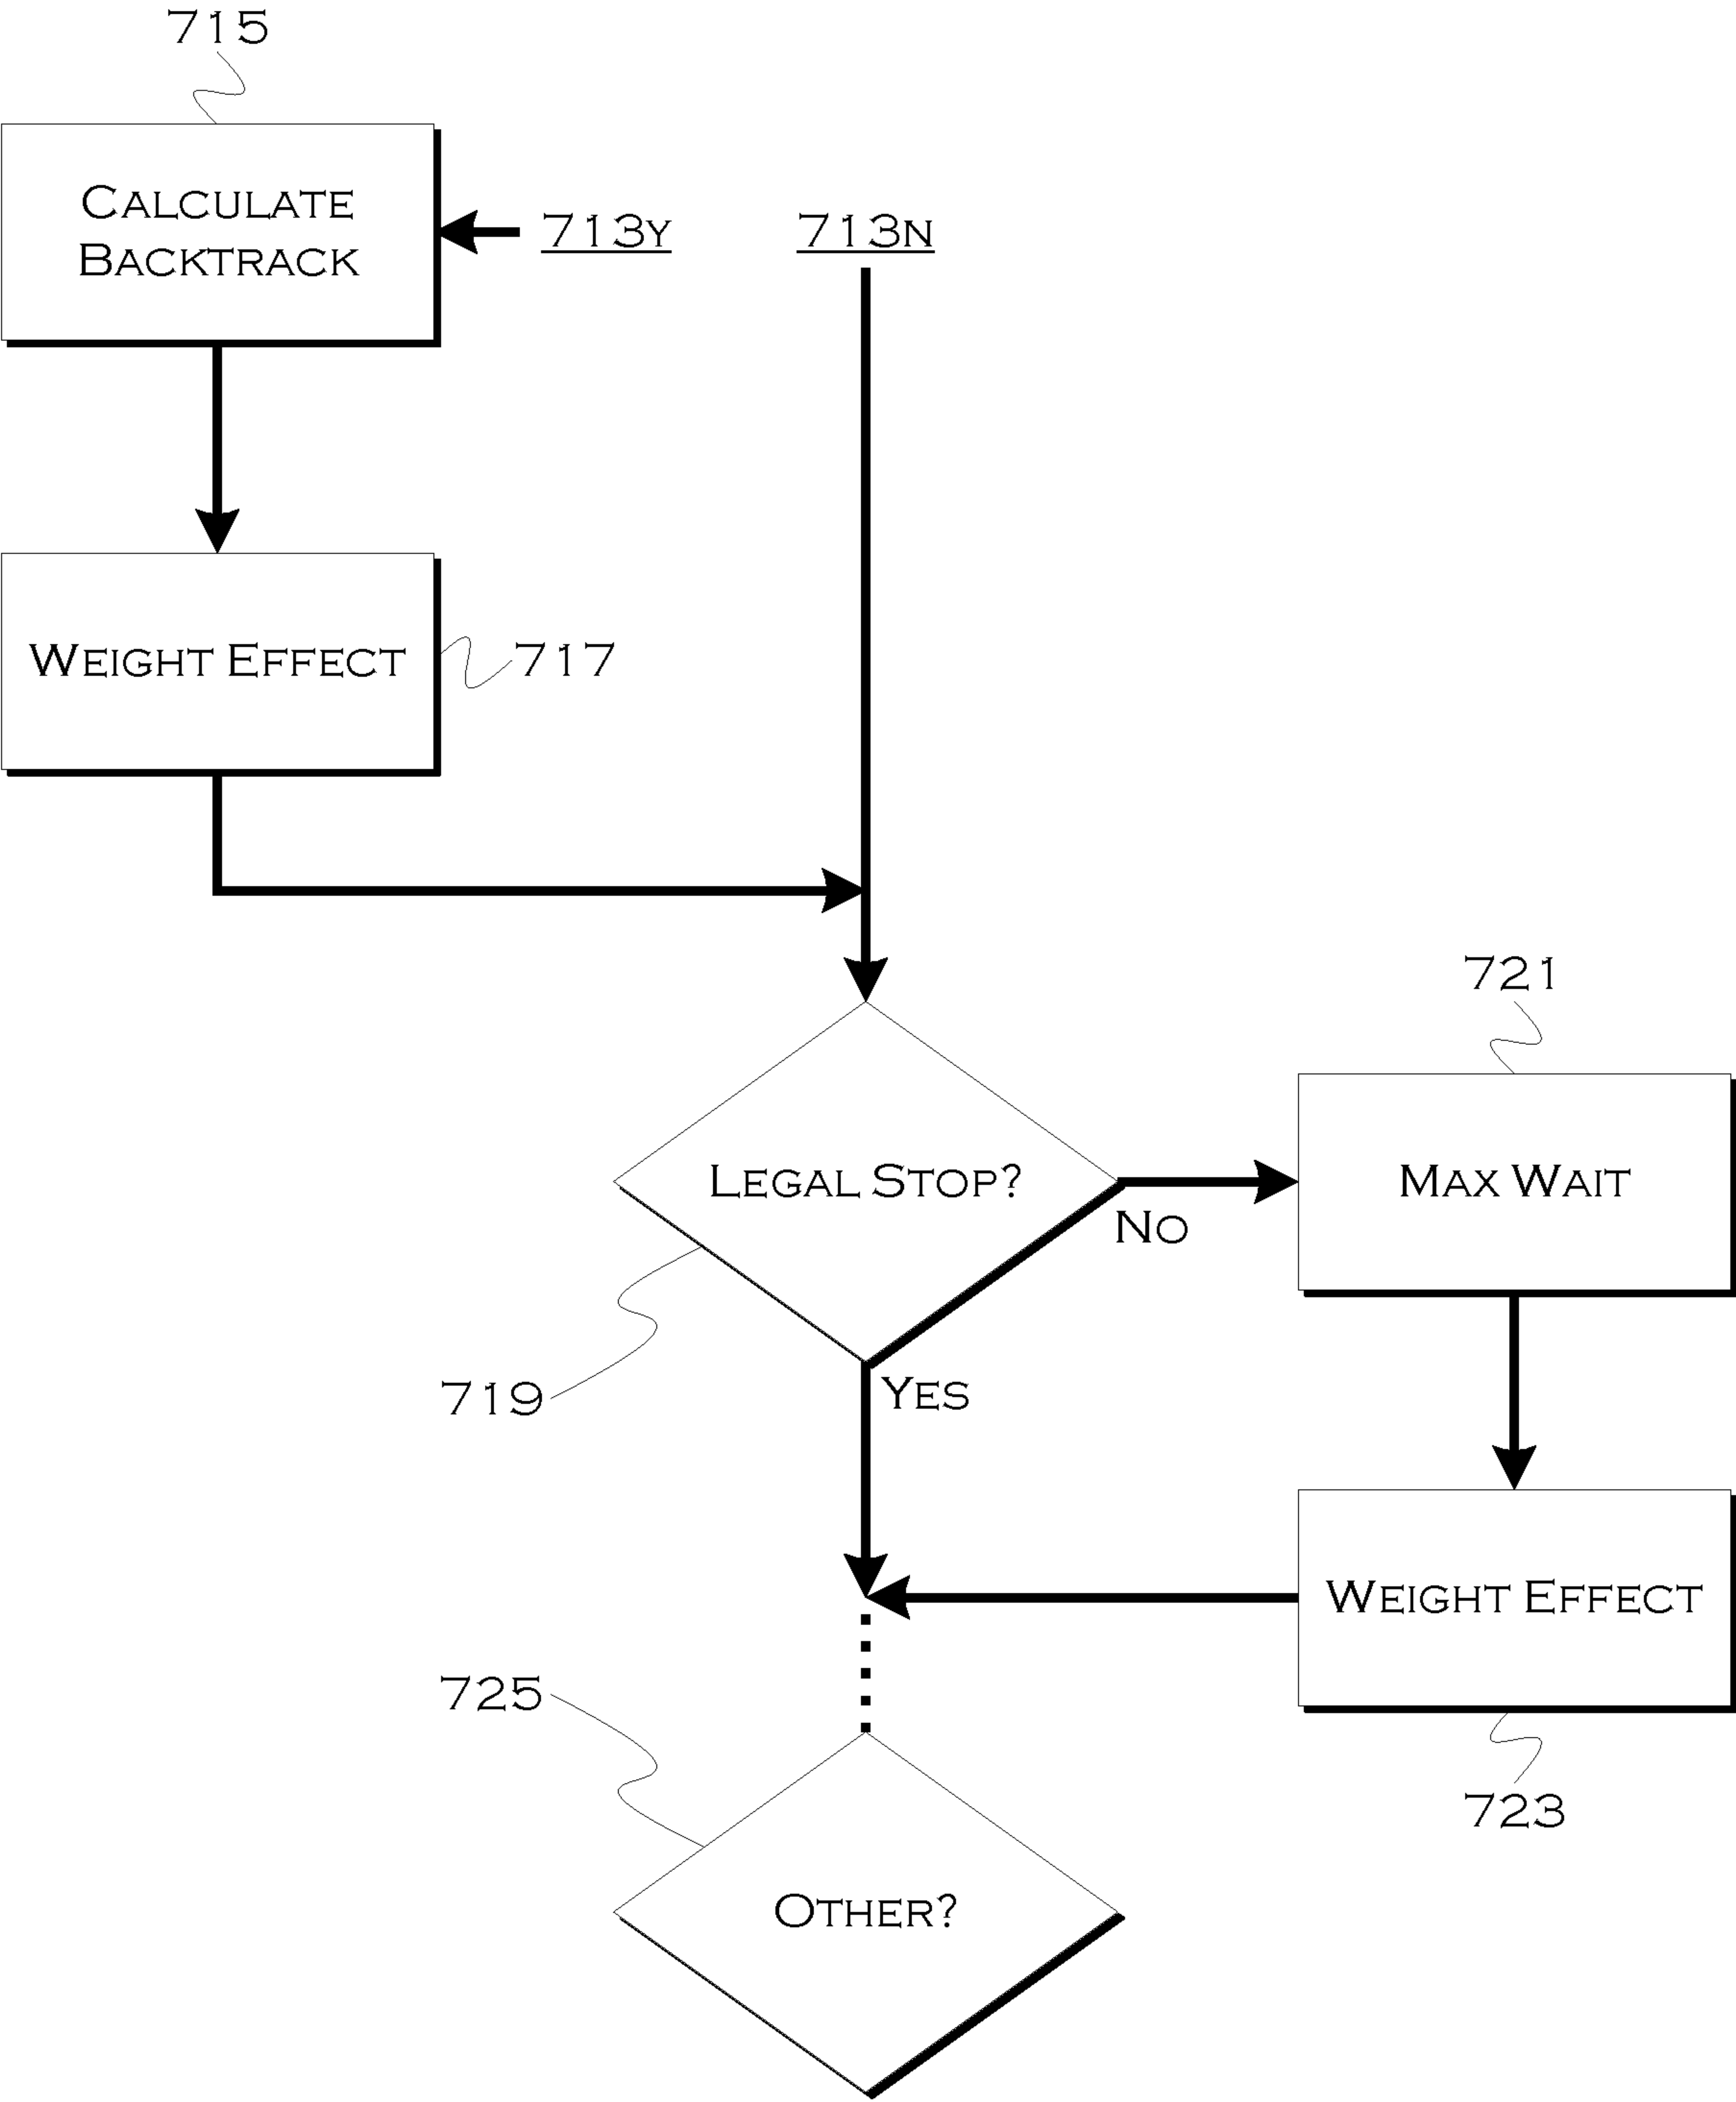 715
CALCULATE
BACKTRACK
713Y
713N
WEIGHT EFFECT
717
721
LEGAL STOP?
MAX WAIT
NO
719
YES
WEIGHT EFFECT
725
723
OTHER?